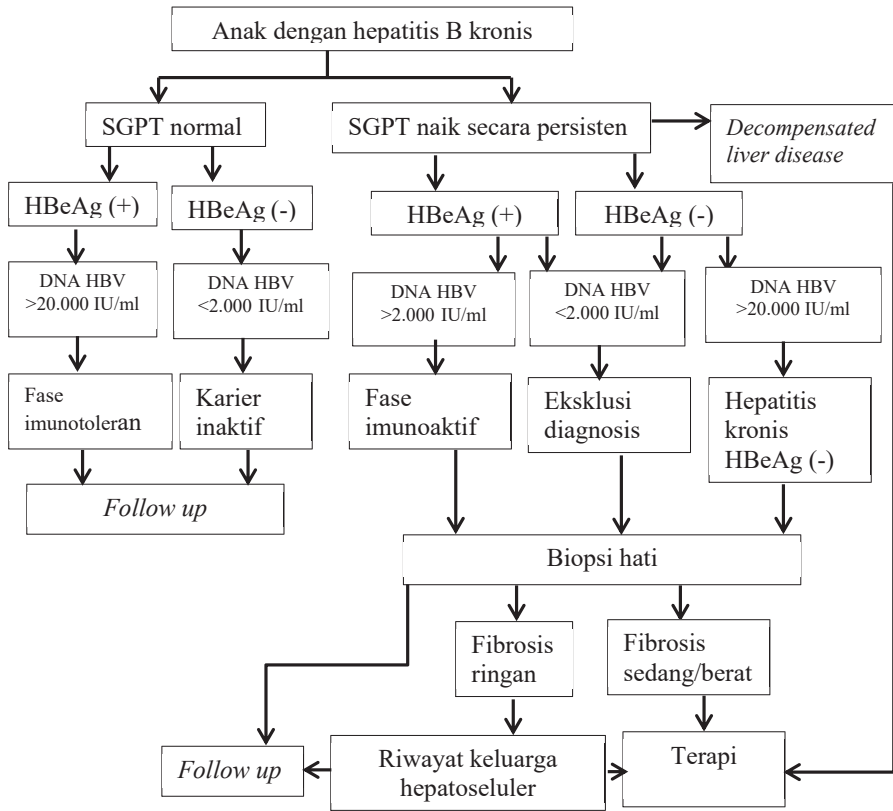 Anak dengan hepatitis B kronis
SGPT normal
SGPT naik secara persisten
Decompensated
liver disease
HBeAg (+)
HBeAg (-)
HBeAg (+)
HBeAg (-)
DNA HBV
>20.000 IU/ml
DNA HBV
<2.000 IU/ml
DNA HBV
>2.000 IU/ml
DNA HBV
<2.000 IU/ml
DNA HBV
>20.000 IU/ml
Fase
imunotoleran
Karier
inaktif
Fase
imunoaktif
Eksklusi
diagnosis
Hepatitis
kronis
HBeAg (-)
Follow up
Biopsi hati
Fibrosis
ringan
Fibrosis
sedang/berat
Follow up
Riwayat keluarga
hepatoseluler
Terapi